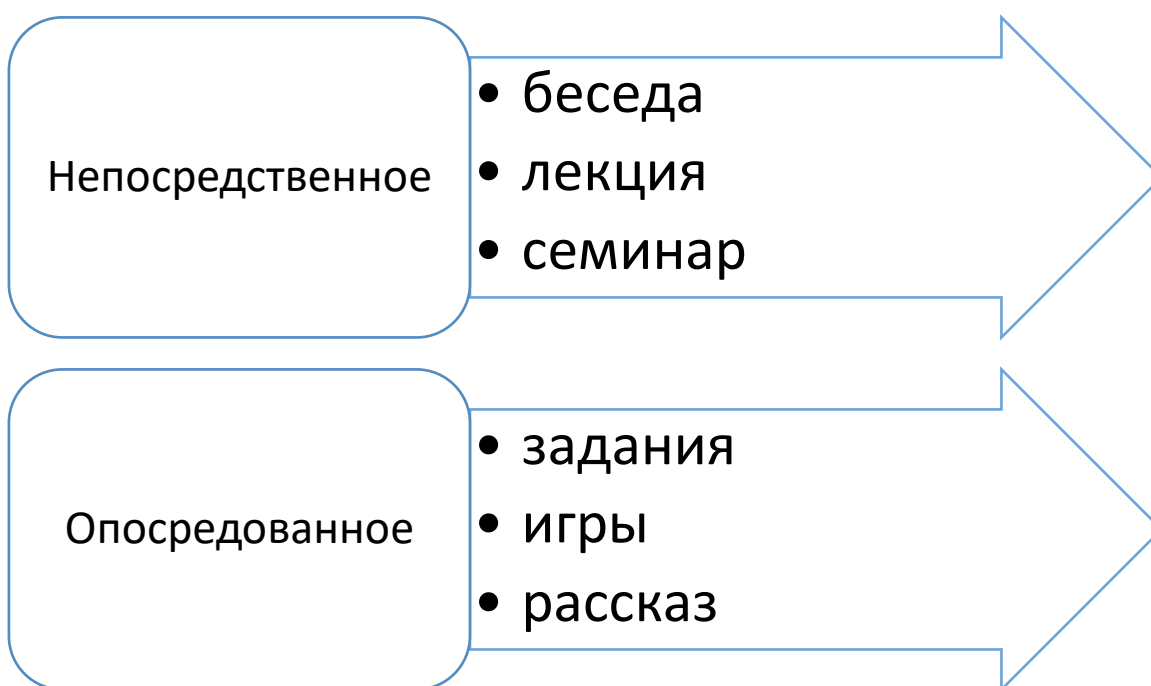 Непосредственное
• беседа
• лекция
• семинар
Опосредованное
• задания
• игры
• рассказ